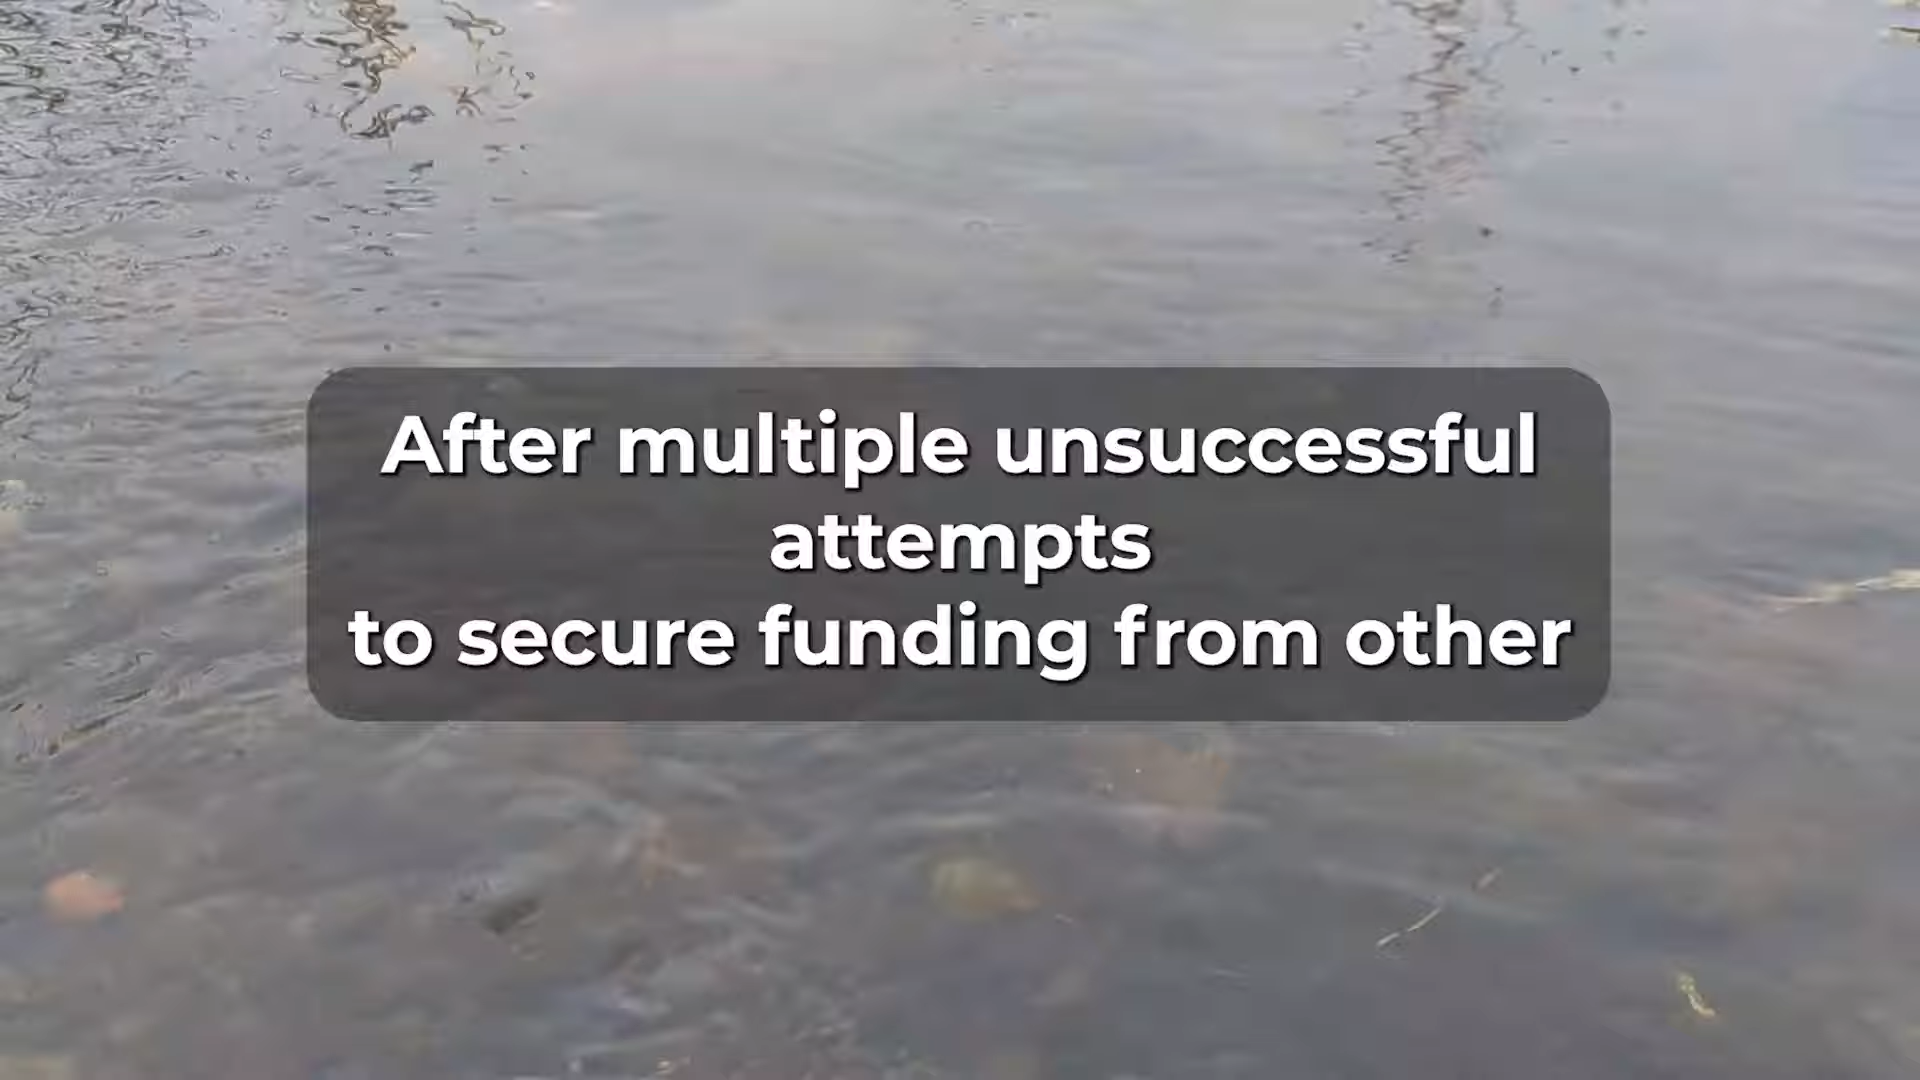 After multiple unsuccessful
attempts
to secure funding from other